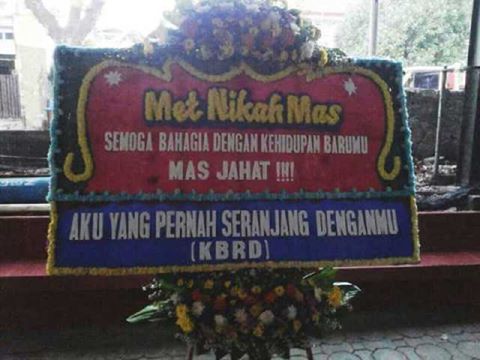 Met Nikah Mas
SEMOGA BAHAGIA DENGAN KEHIDUPAN BARUMU
MAS JAHAT !!!
AKU YANG PERNAH SERANJANG DENGANMU
(KBRD)